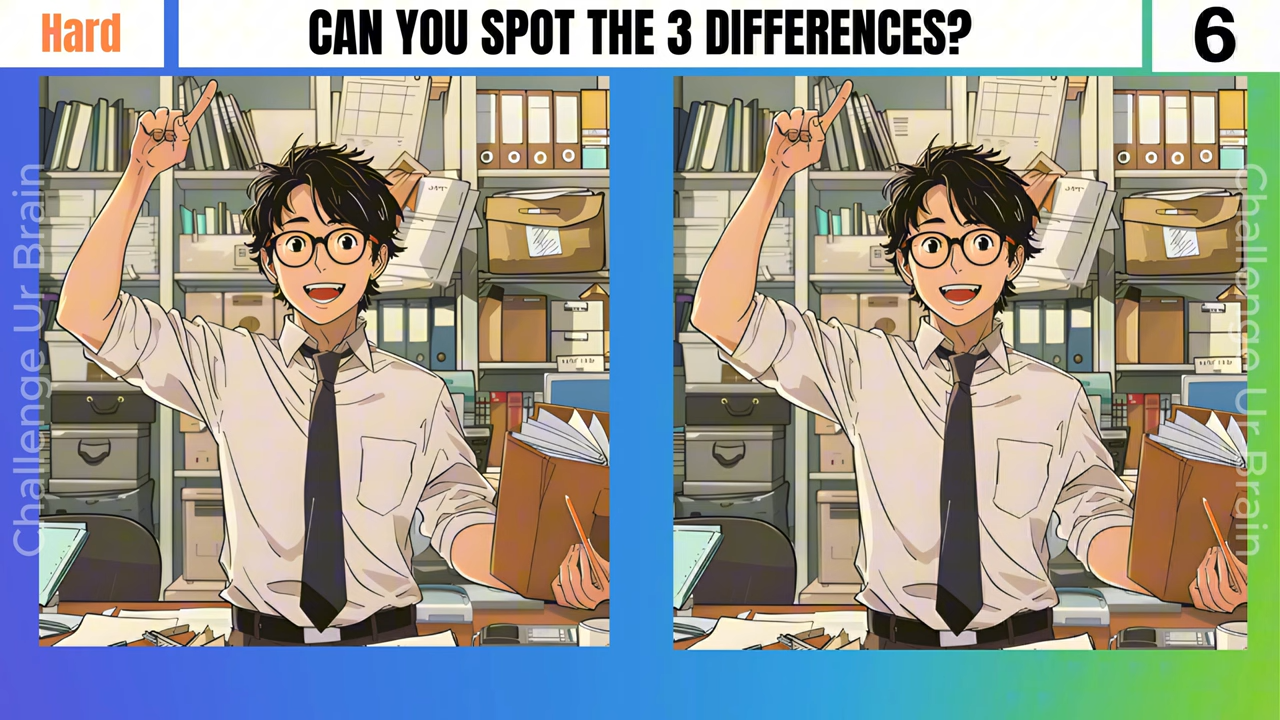 Hard
CAN YOU SPOT THE 3 DIFFERENCES?
6
Challenge Ur Brain
Challenge Ur Brain